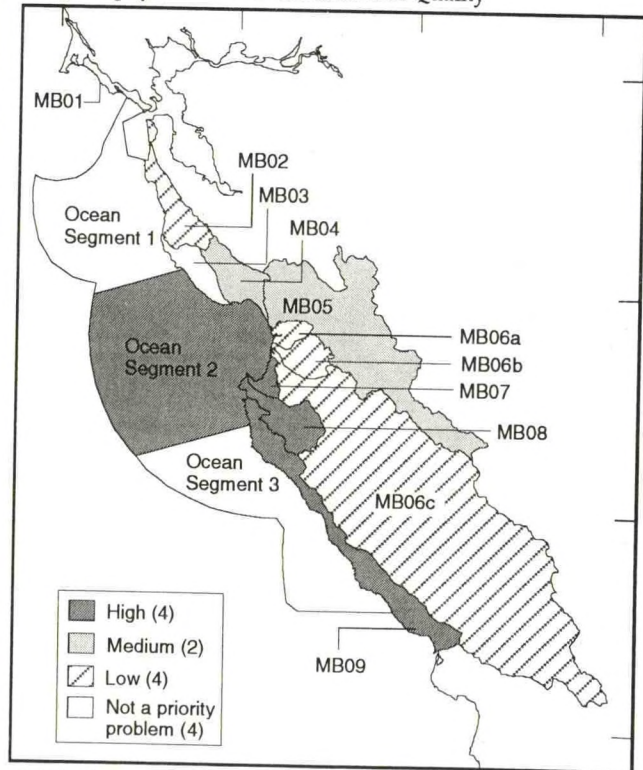 Quality
MB01
MB02
MB03
MB04
Ocean
Segment 1
MB05
MB06a
MB06b
MB07
MB08
Ocean
Segment 2
Ocean
Segment 3
MB06c
High (4)
Medium (2)
Low (4)
Not a priority
problem (4)
MB09